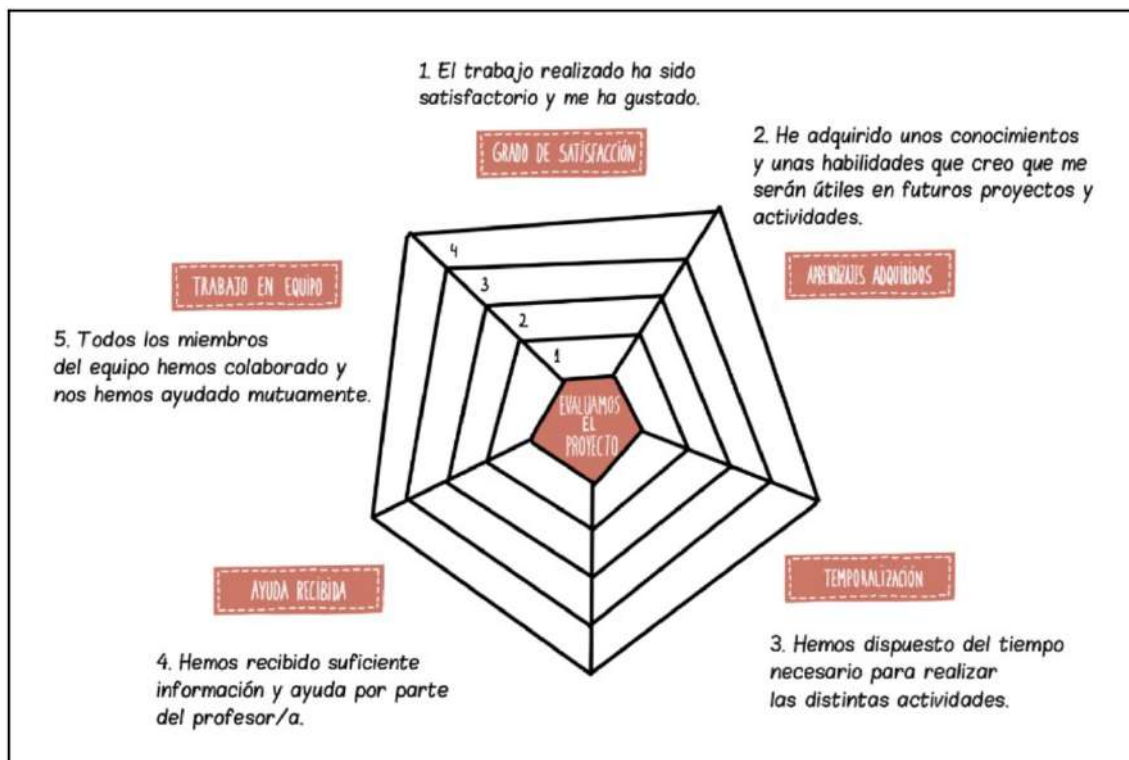 1. El trabajo realizado ha sido
satisfactorio y me ha gustado.
GRADO DE SATISFACCIÓN
2. He adquirido unos conocimientos
y unas habilidades que creo que me
serán útiles en futuros proyectos y
actividades.
APRENDIZAJES ADQUIRIDOS
TRABAJO EN EQUIPO
5. Todos los miembros
del equipo hemos colaborado y
nos hemos ayudado mutuamente.
4
3
2
1
EVALUAMOS
EL
PROYECTO
TEMPORALIZACIÓN
3. Hemos dispuesto del tiempo
necesario para realizar
las distintas actividades.
AYUDA RECIBIDA
4. Hemos recibido suficiente
información y ayuda por parte
del profesor/a.